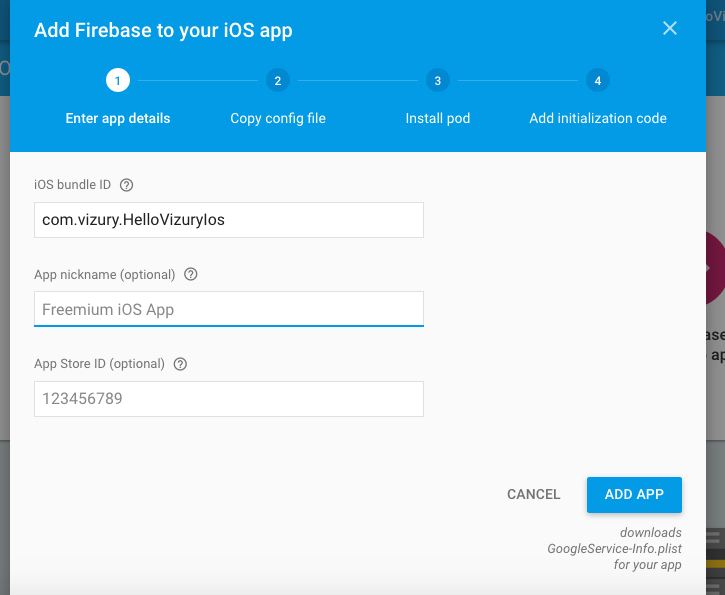 Add Firebase to your iOS app
1
2
3
4
Enter app details
Copy config file
Install pod
Add initialization code
iOS bundle ID ?
com.vizury.HelloVizuryIos
App nickname (optional) ?
Freemium iOS App
App Store ID (optional) ?
123456789
CANCEL
ADD APP
downloads
GoogleService-Info.plist
for your app